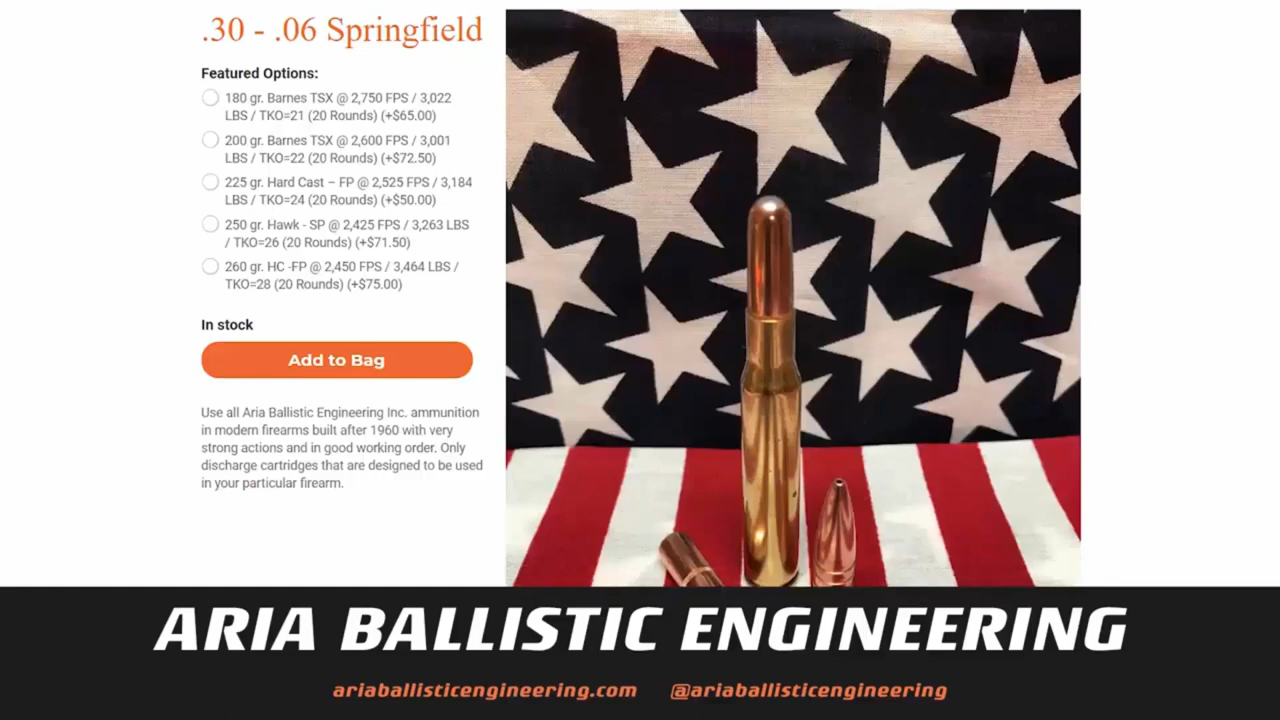 .30 - .06 Springfield
Featured Options:
180 gr. Barnes TSX @ 2,750 FPS / 3,022
LBS / TKO=21 (20 Rounds) (+$65.00)
200 gr. Barnes TSX @ 2,600 FPS / 3,001
LBS / TKO=22 (20 Rounds) (+$72.50)
225 gr. Hard Cast – FP @ 2,525 FPS / 3,184
LBS / TKO=24 (20 Rounds) (+$50.00)
250 gr. Hawk - SP @ 2,425 FPS / 3,263 LBS
/ TKO=26 (20 Rounds) (+$71.50)
260 gr. HC -FP @ 2,450 FPS / 3,464 LBS /
TKO=28 (20 Rounds) (+$75.00)
In stock
Add to Bag
Use all Aria Ballistic Engineering Inc. ammunition
in modern firearms built after 1960 with very
strong actions and in good working order. Only
discharge cartridges that are designed to be used
in your particular firearm.
ARIA BALLISTIC ENGINEERING
ariaballisticengineering.com @ariaballisticengineering